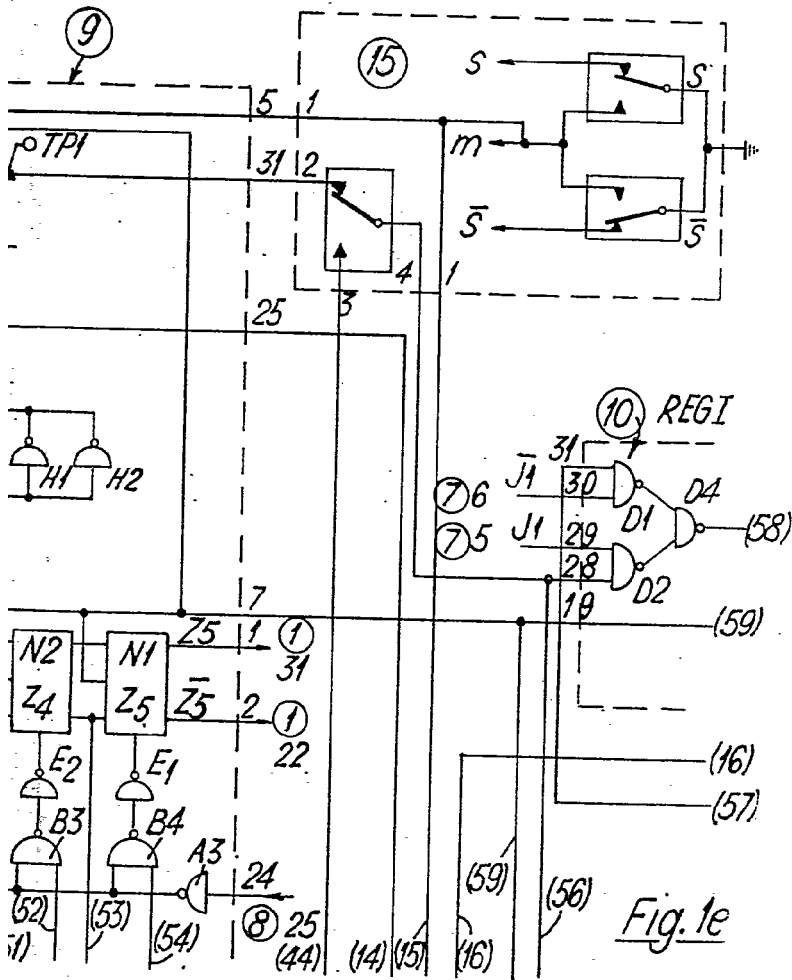 9
15
S
S
5 1
m
TP1
31 2
S̄
S̄
4 1
3
25
10 REGI
31
J̄1 30
D4
H1 H2
7 6
D1
(58)
7 5
J1 29
28
D2
7
19
(59)
N2 N1
Z5 1 1
31
Z4 Z5
Z̄5 2 1
22
E2 E1
(16)
(57)
B3 B4
A3
24
8 25
(52) (53) (54)
(44) (14) (15) (16)
(59) (56)
Fig. 1e